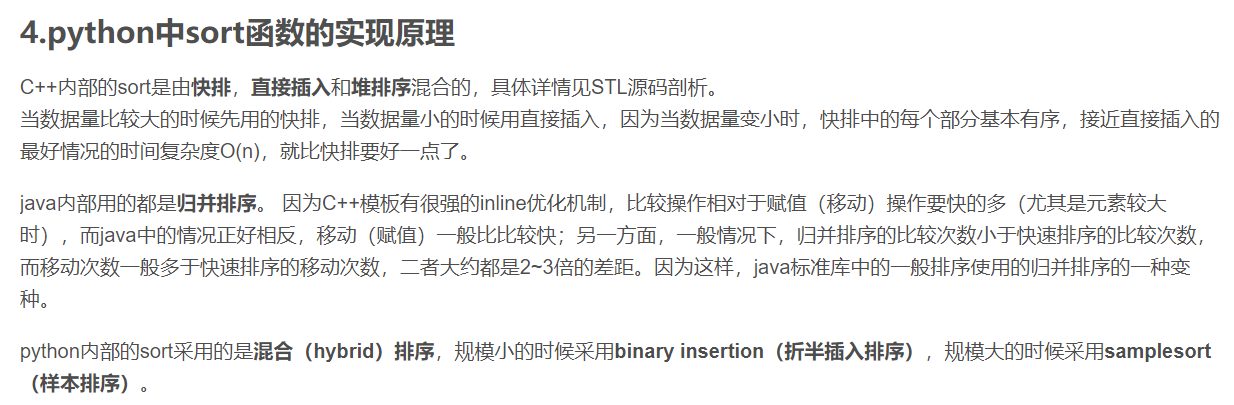 4.python中sort函数的实现原理
C++内部的sort是由快排，直接插入和堆排序混合的，具体详情见STL源码剖析。
当数据量比较大的时候先用的快排，当数据量小的时候用直接插入，因为当数据量变小时，快排中的每个部分基本有序，接近直接插入的
最好情况的时间复杂度O(n)，就比快排要好一点了。
java内部用的都是归并排序。 因为C++模板有很强的inline优化机制，比较操作相对于赋值（移动）操作要快的多（尤其是元素较大
时），而java中的情况正好相反，移动（赋值）一般比比较快；另一方面，一般情况下，归并排序的比较次数小于快速排序的比较次数，
而移动次数一般多于快速排序的移动次数，二者大约都是2~3倍的差距。因为这样，java标准库中的一般排序使用的归并排序的一种变
种。
python内部的sort采用的是混合（hybrid）排序，规模小的时候采用binary insertion（折半插入排序），规模大的时候采用samplesort
（样本排序）。